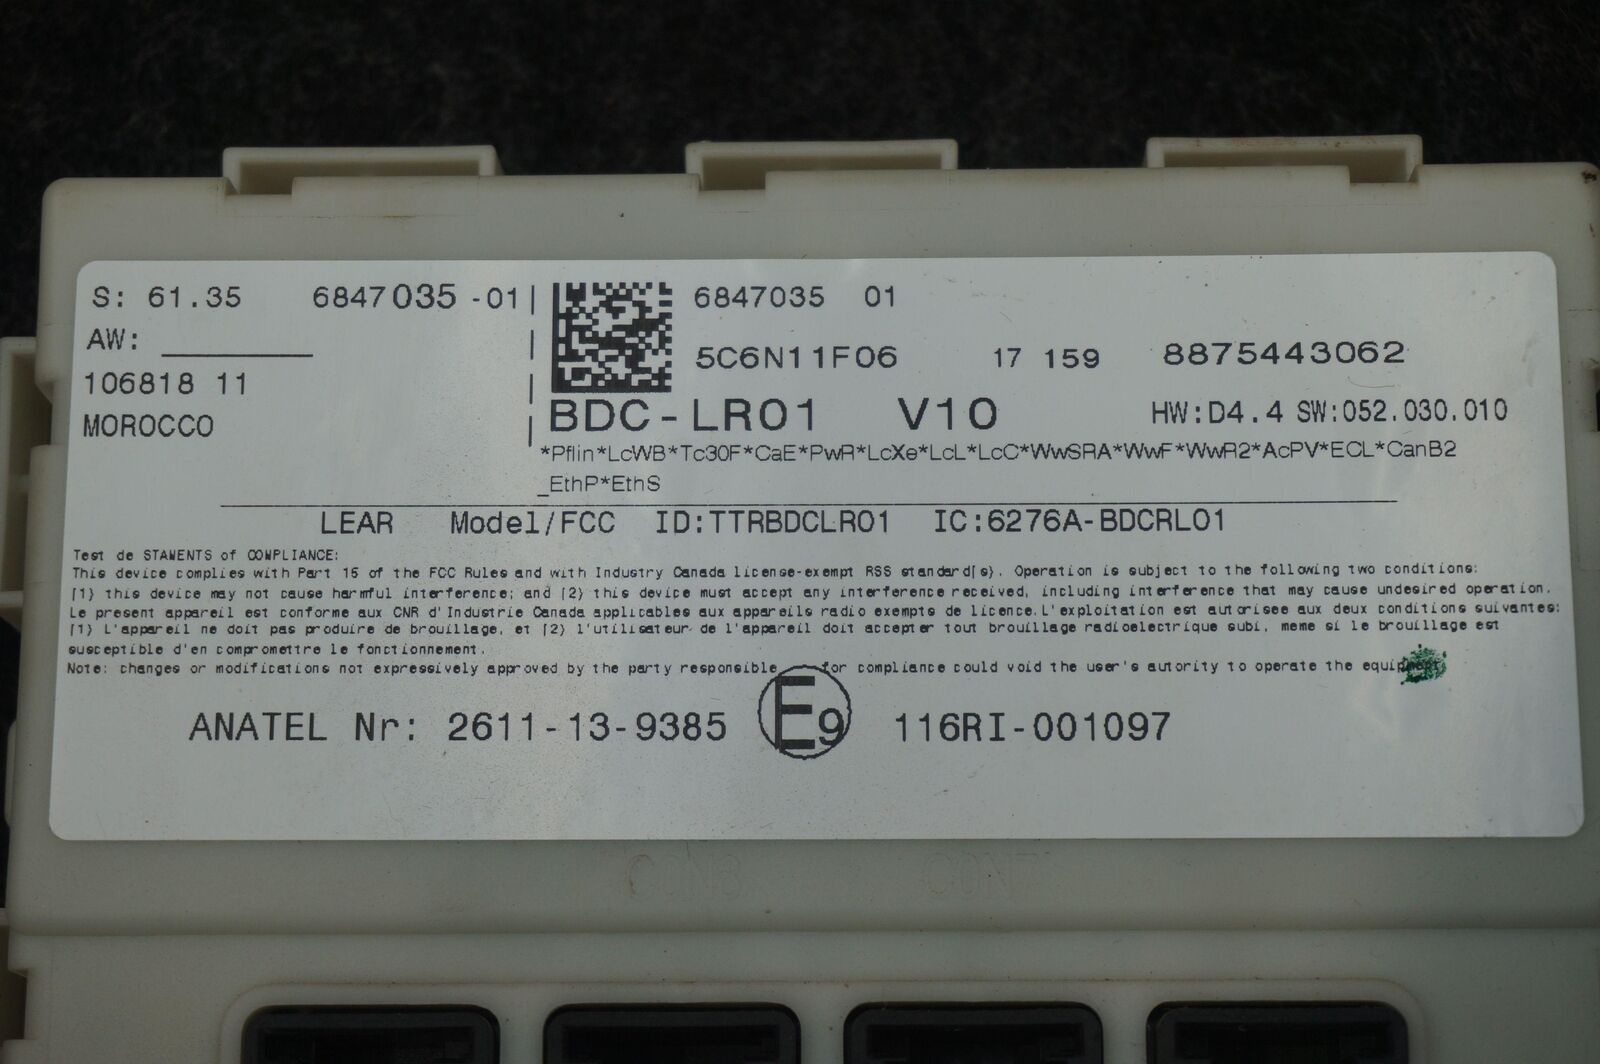 S: 61.35 6847035 -01
AW:
106818 11
MOROCCO
6847035 01
5C6N11F06 17 159 8875443062
BDC-LR01 V10 HW:D4.4 SW:052.030.010
*Pflin*LcWB*Tc30F*CaE*PwR*LcXe*LcL*LcC*WwSRA*WwF*WwR2*AcPV*ECL*CanB2
_EthP*EthS
LEAR Model/FCC ID:TTRBDCLR01 IC:6276A-BDCRL01
Test de STAMENTS of COMPLIANCE:
This device complies with Part 15 of the FCC Rules and with Industry Canada license-exempt RSS standard(s). Operation is subject to the following two conditions:
(1) this device may not cause harmful interference; and (2) this device must accept any interference received, including interference that may cause undesired operation.
Le present appareil est conforme aux CNR d'Industrie Canada applicables aux appareils radio exempts de licence.L'exploitation est autorisee aux deux conditions suivantes:
(1) L'appareil ne doit pas produire de brouillage, et (2) l'utilisateur de l'appareil doit accepter tout brouillage radioelectrique subi, meme si le brouillage est
susceptible d'en compromettre le fonctionnement.
Note: changes or modifications not expressively approved by the party responsible for compliance could void the user's autority to operate the equipment.
ANATEL Nr: 2611-13-9385 E9 116RI-001097